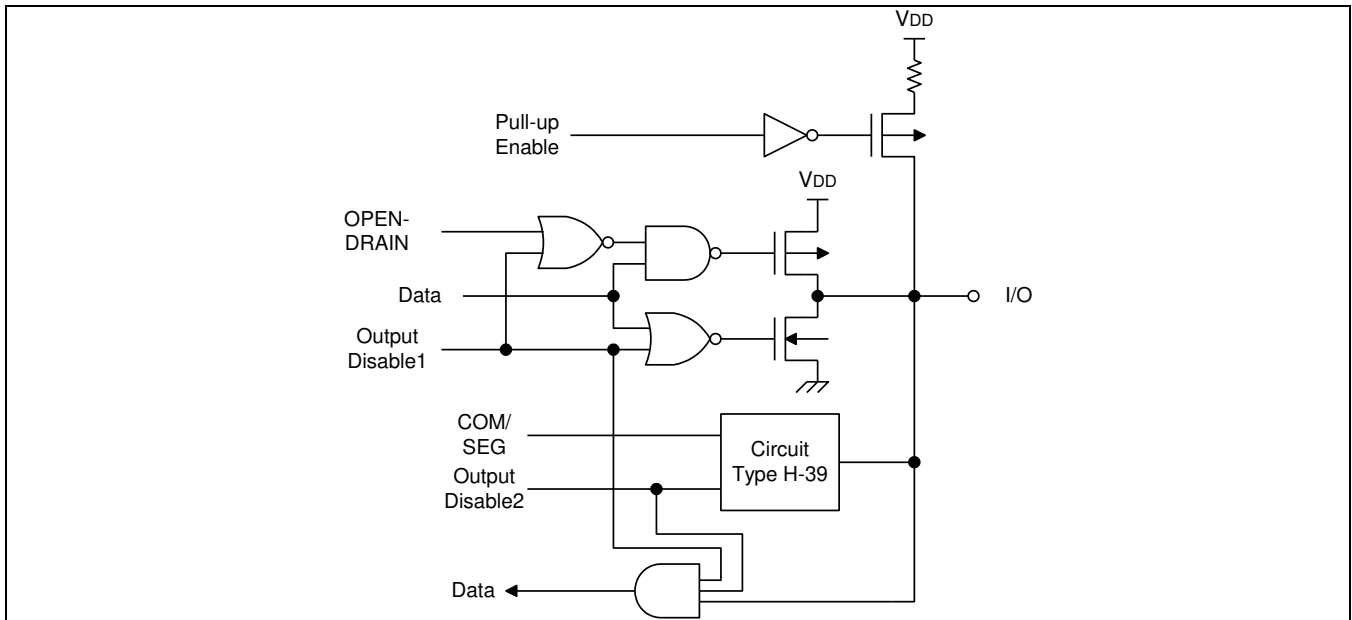 VDD
Pull-up
Enable
VDD
OPEN-
DRAIN
Data
I/O
Output
Disable1
COM/
SEG
Circuit
Type H-39
Output
Disable2
Data